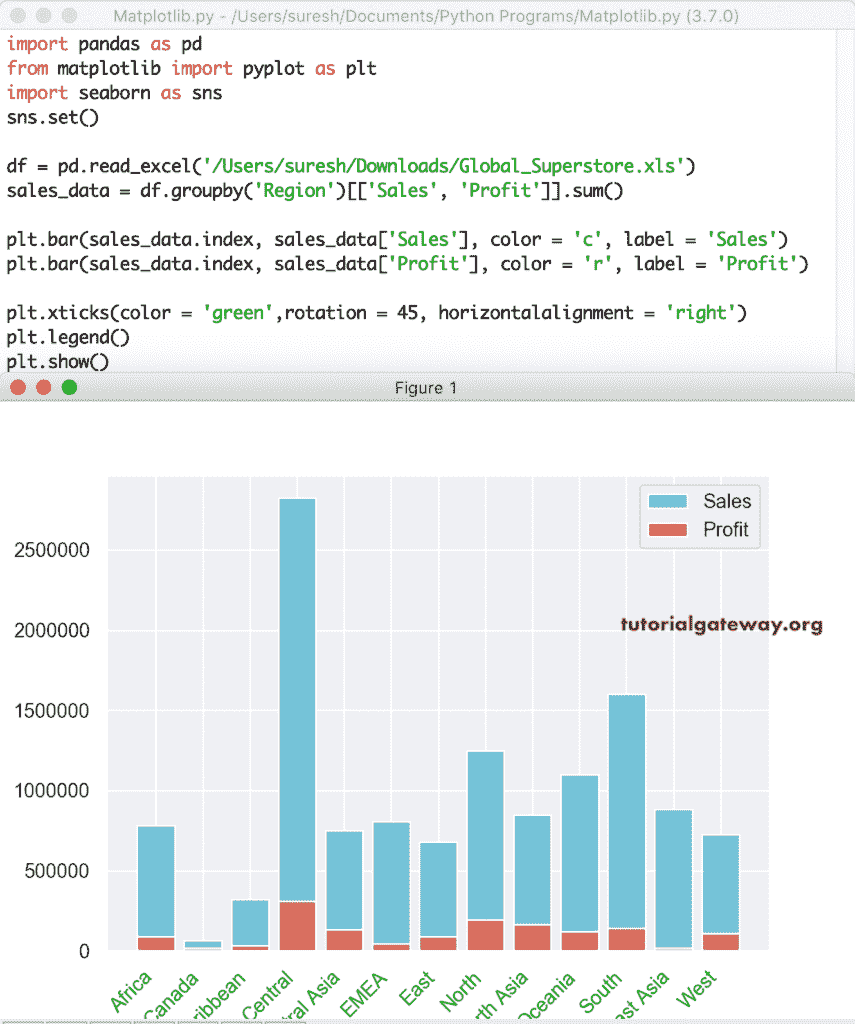 Matplotlib.py - /Users/suresh/Documents/Python Programs/Matplotlib.py (3.7.0)
import pandas as pd
from matplotlib import pyplot as plt
import seaborn as sns
sns.set()
df = pd.read_excel('/Users/suresh/Downloads/Global_Superstore.xls')
sales_data = df.groupby('Region')[['Sales', 'Profit']].sum()
plt.bar(sales_data.index, sales_data['Sales'], color = 'c', label = 'Sales')
plt.bar(sales_data.index, sales_data['Profit'], color = 'r', label = 'Profit')
plt.xticks(color = 'green',rotation = 45, horizontalalignment = 'right')
plt.legend()
plt.show()
Figure 1
Sales
Profit
2500000
tutorialgateway.org
2000000
1500000
1000000
500000
0
Africa
Canada
ribbean
Central
ral Asia
EMEA
East
North
th Asia
Oceania
South
ast Asia
West